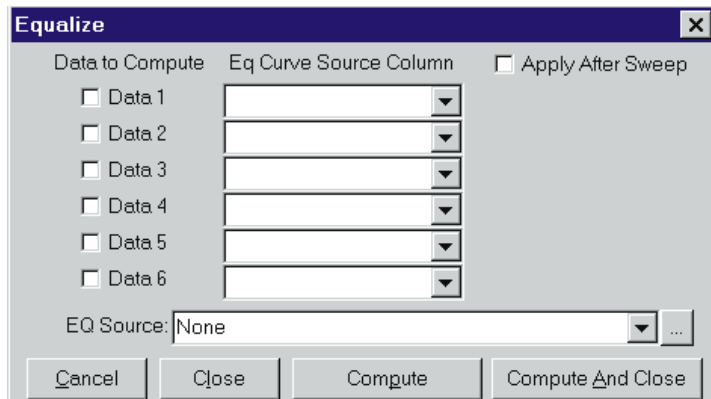 Equalize
Data to Compute Eq Curve Source Column Apply After Sweep
Data 1
Data 2
Data 3
Data 4
Data 5
Data 6
EQ Source: None ...
Cancel Close Compute Compute And Close